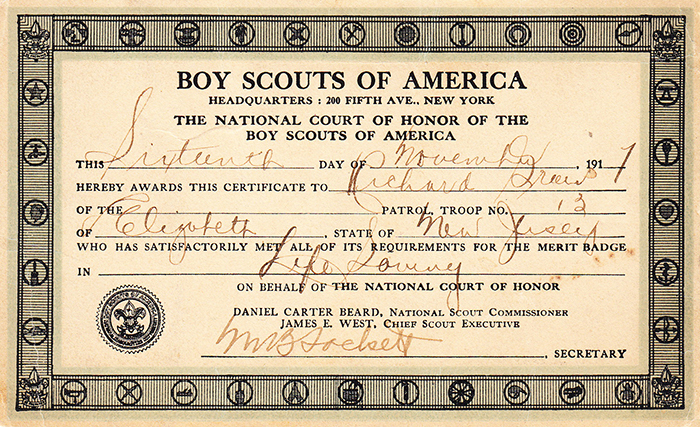 BOY SCOUTS OF AMERICA
HEADQUARTERS : 200 FIFTH AVE., NEW YORK
THE NATIONAL COURT OF HONOR OF THE
BOY SCOUTS OF AMERICA
THIS Sixteenth DAY OF November, 1917
HEREBY AWARDS THIS CERTIFICATE TO Richard
OF THE PATROL, TROOP NO. 13
OF Elizabeth, STATE OF New Jersey
WHO HAS SATISFACTORILY MET ALL OF ITS REQUIREMENTS FOR THE MERIT BADGE
IN Life Saving
ON BEHALF OF THE NATIONAL COURT OF HONOR
DANIEL CARTER BEARD, NATIONAL SCOUT COMMISSIONER
JAMES E. WEST, CHIEF SCOUT EXECUTIVE
, SECRETARY